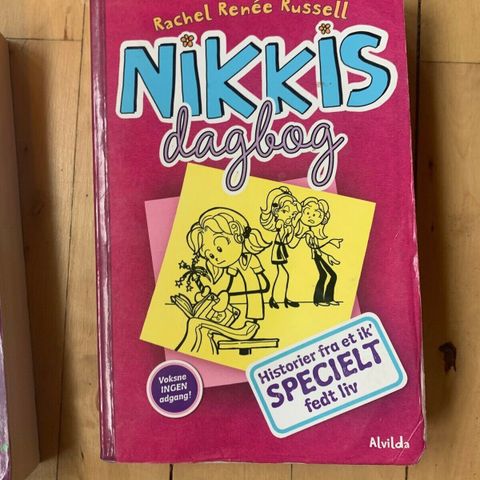 Rachel Renée Russell
NIKKIS
dagbog
Historier fra et ik'
SPECIELT
fedt liv
Voksne
INGEN
adgang!
Alvilda